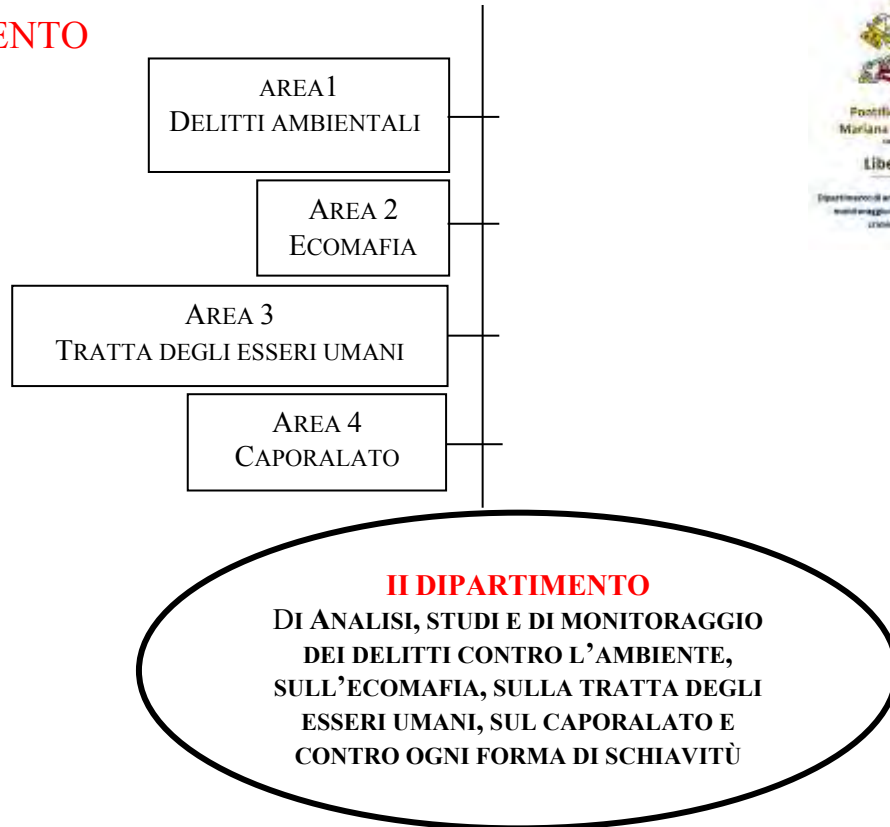 ENTO
AREA1
DELITTI AMBIENTALI
AREA 2
ECOMAFIA
AREA 3
TRATTA DEGLI ESSERI UMANI
AREA 4
CAPORALATO
Mariana
II DIPARTIMENTO
DI ANALISI, STUDI E DI MONITORAGGIO
DEI DELITTI CONTRO L’AMBIENTE,
SULL’ECOMAFIA, SULLA TRATTA DEGLI
ESSERI UMANI, SUL CAPORALATO E
CONTRO OGNI FORMA DI SCHIAVITÙ